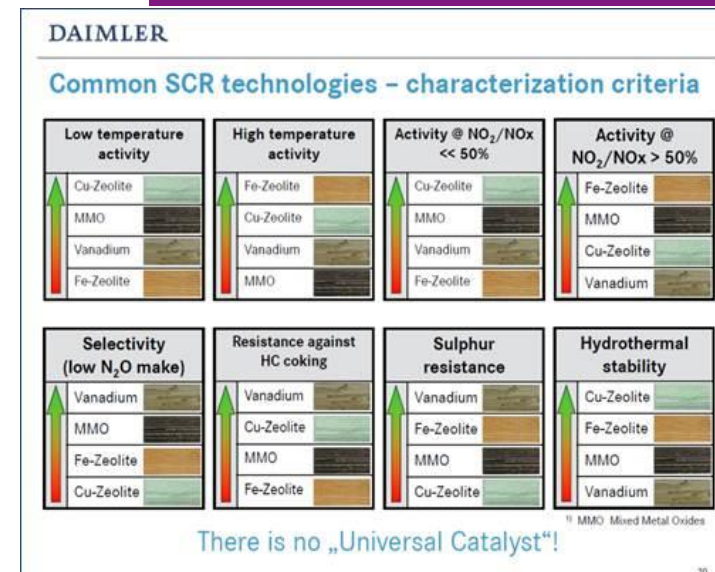 DAIMLER
Common SCR technologies – characterization criteria
Low temperature
activity
Cu-Zeolite
MMO
Vanadium
Fe-Zeolite
High temperature
activity
Fe-Zeolite
Cu-Zeolite
Vanadium
MMO
Activity @ NO₂/NOx
<< 50%
Cu-Zeolite
MMO
Vanadium
Fe-Zeolite
Activity @
NO₂/NOx > 50%
Fe-Zeolite
MMO
Cu-Zeolite
Vanadium
Selectivity
(low N₂O make)
Vanadium
MMO
Fe-Zeolite
Cu-Zeolite
Resistance against
HC coking
Vanadium
Cu-Zeolite
MMO
Fe-Zeolite
Sulphur
resistance
Vanadium
Fe-Zeolite
MMO
Cu-Zeolite
Hydrothermal
stability
Cu-Zeolite
Fe-Zeolite
MMO
Vanadium
¹⁾ MMO Mixed Metal Oxides
There is no „Universal Catalyst“!